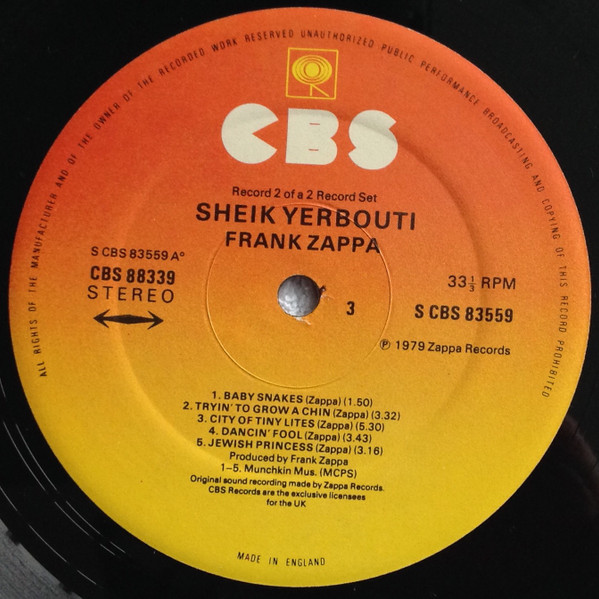 ALL RIGHTS OF THE MANUFACTURER AND OF THE OWNER OF THE RECORDED WORK RESERVED UNAUTHORIZED PUBLIC PERFORMANCE BROADCASTING AND COPYING OF THIS RECORD PROHIBITED
CBS
Record 2 of a 2 Record Set
SHEIK YERBOUTI
FRANK ZAPPA
S CBS 83559 A°
CBS 88339
STEREO
3
33⅓ RPM
S CBS 83559
℗ 1979 Zappa Records
1. BABY SNAKES (Zappa) (1.50)
2. TRYIN' TO GROW A CHIN (Zappa) (3.32)
3. CITY OF TINY LITES (Zappa) (5.30)
4. DANCIN' FOOL (Zappa) (3.43)
5. JEWISH PRINCESS (Zappa) (3.16)
Produced by Frank Zappa
1–5. Munchkin Mus. (MCPS)
Original sound recording made by Zappa Records.
CBS Records are the exclusive licensees
for the UK
MADE IN ENGLAND